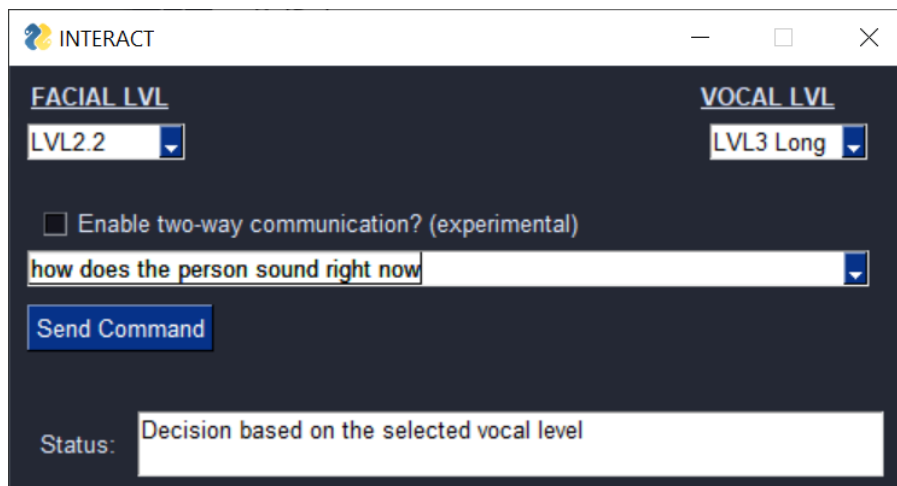 INTERACT
FACIAL LVL VOCAL LVL
LVL2.2 LVL3 Long
Enable two-way communication? (experimental)
how does the person sound right now
Send Command
Status: Decision based on the selected vocal level